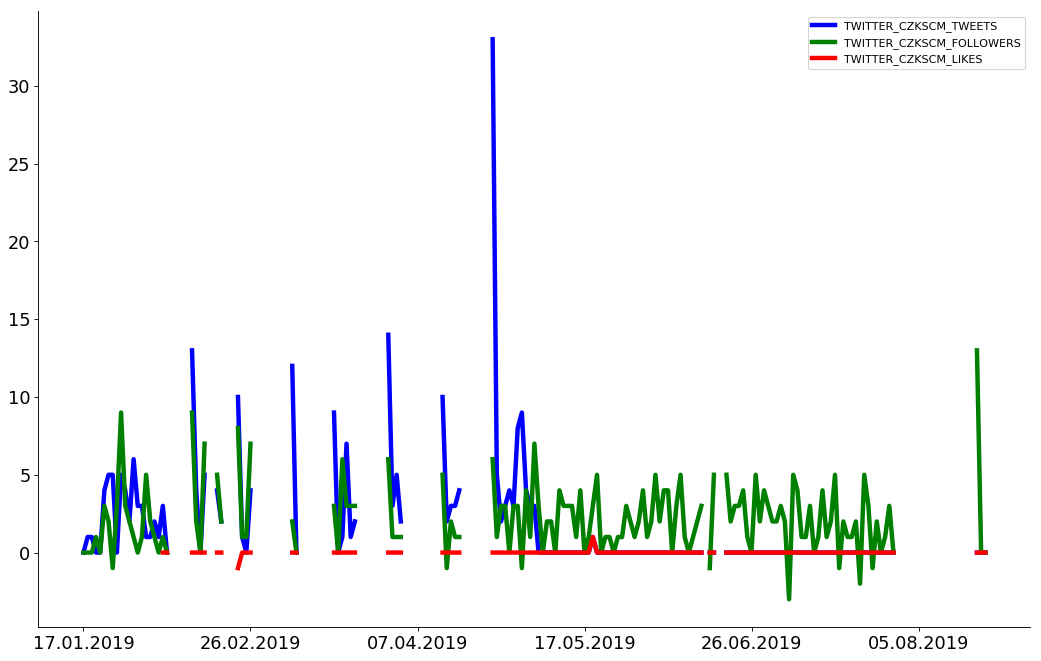 TWITTER_CZKSCM_TWEETS
TWITTER_CZKSCM_FOLLOWERS
TWITTER_CZKSCM_LIKES
30
25
20
15
10
5
0
17.01.2019 26.02.2019 07.04.2019 17.05.2019 26.06.2019 05.08.2019